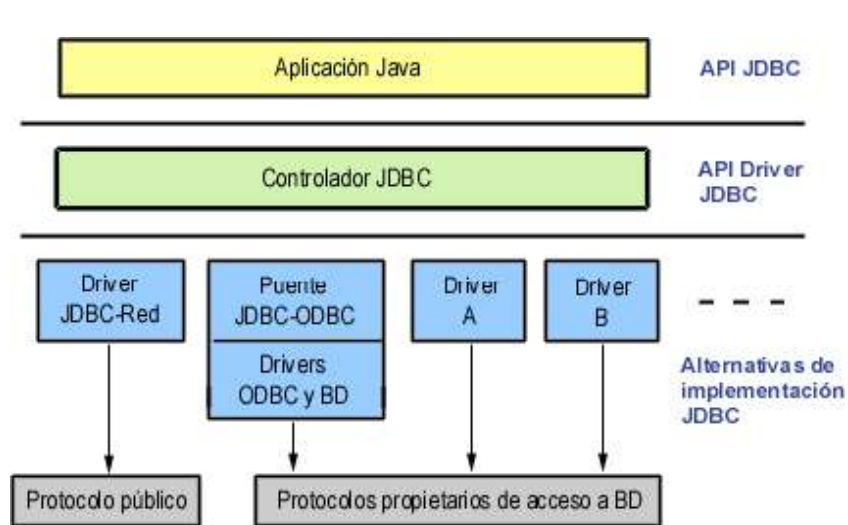 Aplicación Java
API JDBC
Controlador JDBC
API Driver
JDBC
Driver
JDBC-Red
Puente
JDBC-ODBC
Drivers
ODBC y BD
Driver
A
Driver
B
Alternativas de
implementación
JDBC
Protocolo público
Protocolos propietarios de acceso a BD